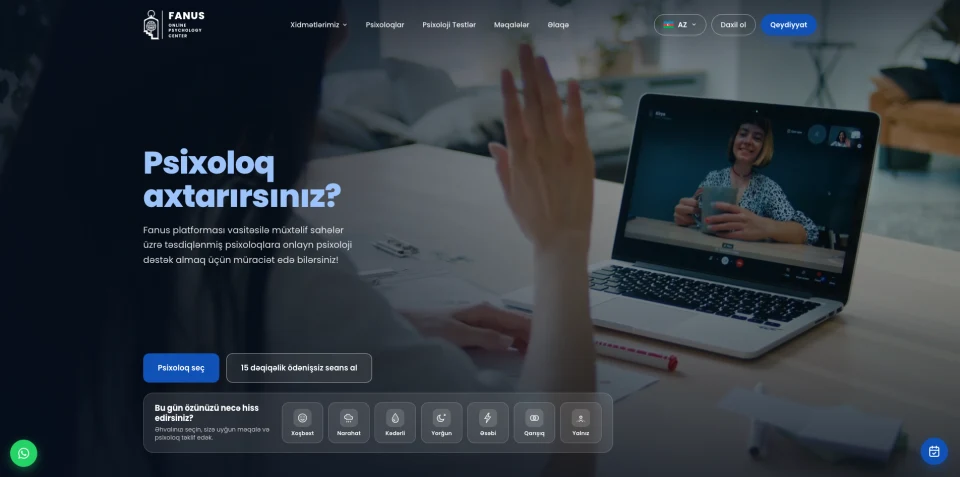 FANUS
ONLINE
PSYCHOLOGY
CENTER
Xidmətlərimiz
Psixoloqlar
Psixoloji Testlər
Məqalələr
Əlaqə
AZ
Daxil ol
Qeydiyyat
Psixoloq
axtarırsınız?
Fanus platforması vasitəsilə müxtəlif sahələr
üzrə təsdiqlənmiş psixoloqlara onlayn psixoloji
dəstək almaq üçün müraciət edə bilərsiniz!
Psixoloq seç
15 dəqiqəlik ödənişsiz seans al
Bu gün özünüzü necə hiss
edirsiniz?
Əhvalınızı seçin, sizə uyğun məqalə və
psixoloq təklif edək.
Xoşbəxt
Narahat
Kədərli
Yorğun
Əsəbi
Qarışıq
Yalnız